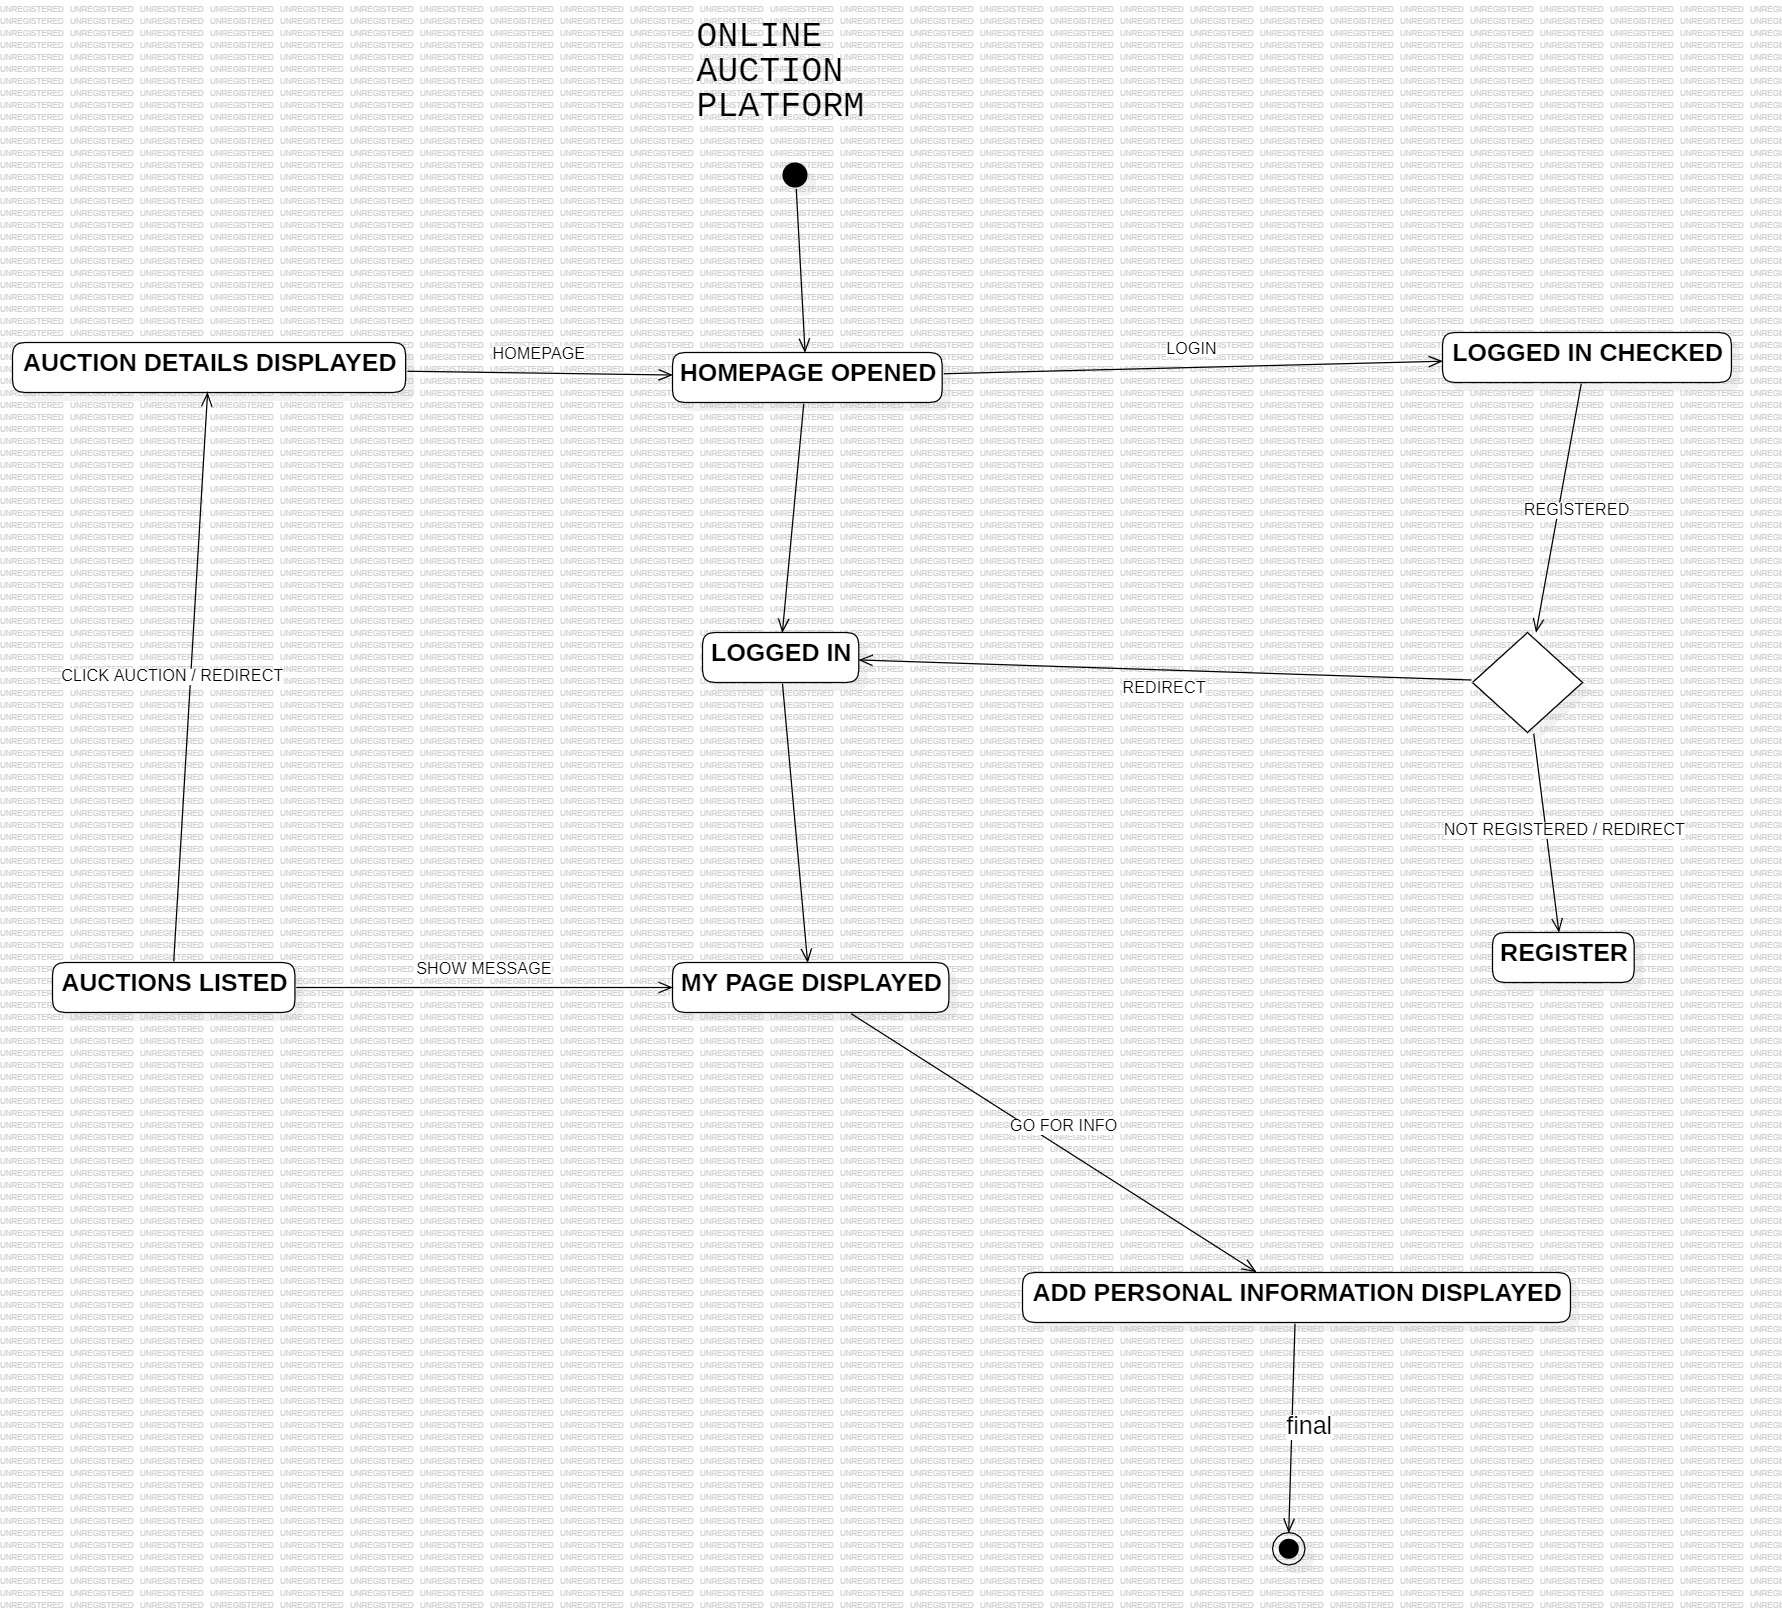 ONLINE
AUCTION
PLATFORM
AUCTION DETAILS DISPLAYED
HOMEPAGE
HOMEPAGE OPENED
LOGIN
LOGGED IN CHECKED
REGISTERED
CLICK AUCTION / REDIRECT
LOGGED IN
REDIRECT
NOT REGISTERED / REDIRECT
REGISTER
AUCTIONS LISTED
SHOW MESSAGE
MY PAGE DISPLAYED
GO FOR INFO
ADD PERSONAL INFORMATION DISPLAYED
final
UNREGISTERED